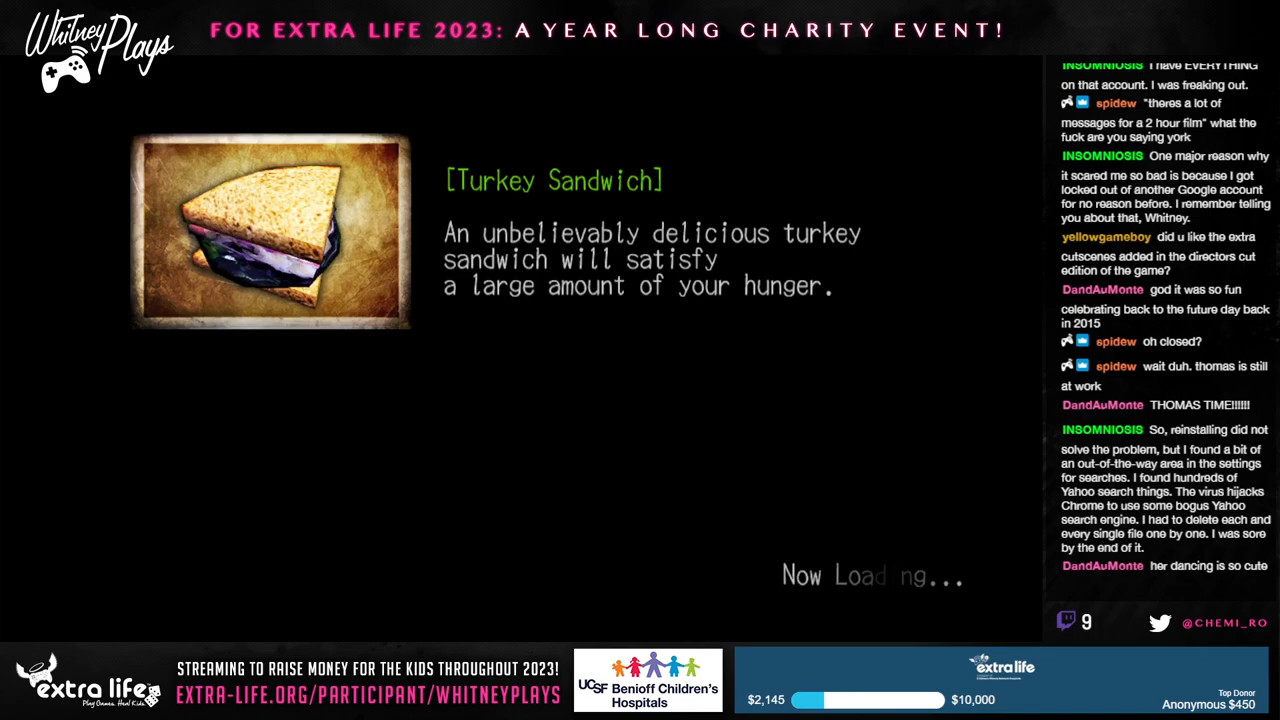 Whitney Plays
FOR EXTRA LIFE 2023: A YEAR LONG CHARITY EVENT!
[Turkey Sandwich]
An unbelievably delicious turkey
sandwich will satisfy
a large amount of your hunger.
Now Load ng...
INSOMNIOSIS I have EVERYTHING
on that account. I was freaking out.
spidew "theres a lot of
messages for a 2 hour film" what the
fuck are you saying york
INSOMNIOSIS One major reason why
it scared me so bad is because I got
locked out of another Google account
for no reason before. I remember telling
you about that, Whitney.
yellowgameboy did u like the extra
cutscenes added in the directors cut
edition of the game?
DandAuMonte god it was so fun
celebrating back to the future day back
in 2015
spidew oh closed?
spidew wait duh. thomas is still
at work
DandAuMonte THOMAS TIME!!!!!!
INSOMNIOSIS So, reinstalling did not
solve the problem, but I found a bit of
an out-of-the-way area in the settings
for searches. I found hundreds of
Yahoo search things. The virus hijacks
Chrome to use some bogus Yahoo
search engine. I had to delete each and
every single file one by one. I was sore
by the end of it.
DandAuMonte her dancing is so cute
9
@CHEMI_RO
extra life
Play Games. Heal Kids.
STREAMING TO RAISE MONEY FOR THE KIDS THROUGHOUT 2023!
EXTRA-LIFE.ORG/PARTICIPANT/WHITNEYPLAYS
UCSF Benioff Children's
Hospitals
extralife
$2,145
$10,000
Top Donor
Anonymous $450